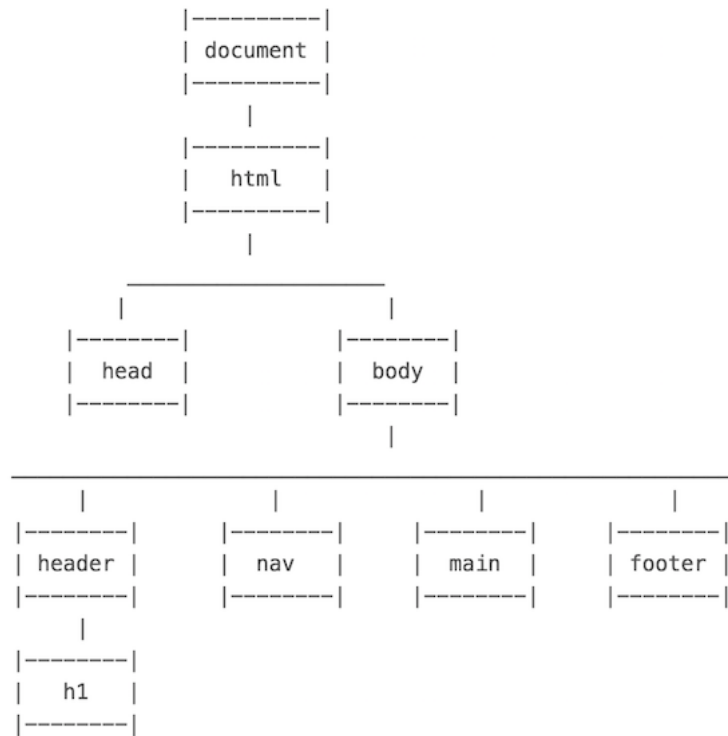 document
html
head body
header nav main footer
h1